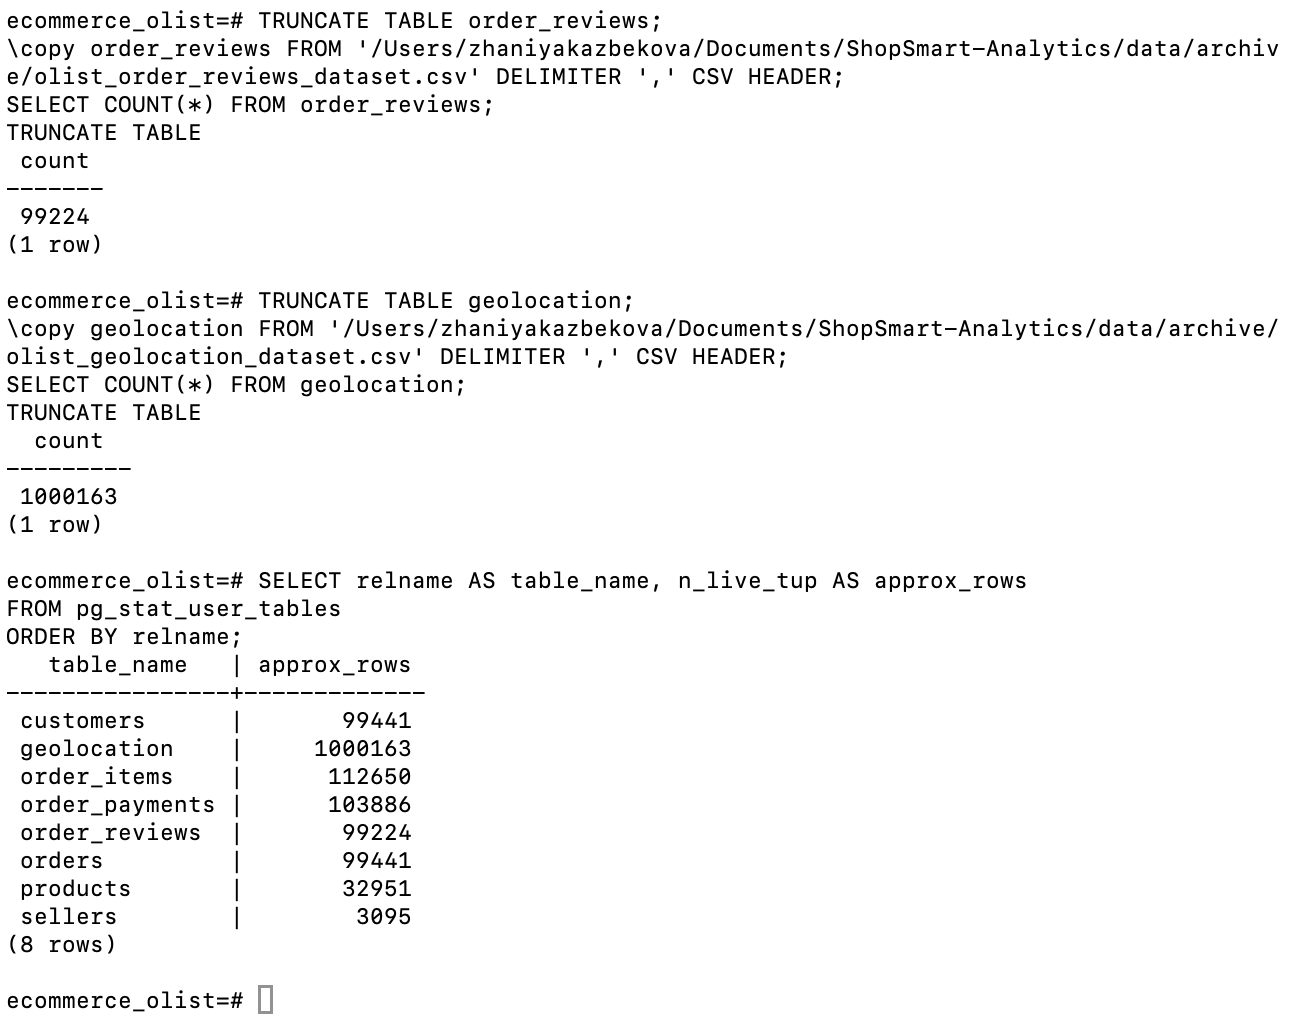 ecommerce_olist=# TRUNCATE TABLE order_reviews;
\copy order_reviews FROM '/Users/zhaniyakazbekova/Documents/ShopSmart-Analytics/data/archiv
e/olist_order_reviews_dataset.csv' DELIMITER ',' CSV HEADER;
SELECT COUNT(*) FROM order_reviews;
TRUNCATE TABLE
 count
-------
 99224
(1 row)

ecommerce_olist=# TRUNCATE TABLE geolocation;
\copy geolocation FROM '/Users/zhaniyakazbekova/Documents/ShopSmart-Analytics/data/archive/
olist_geolocation_dataset.csv' DELIMITER ',' CSV HEADER;
SELECT COUNT(*) FROM geolocation;
TRUNCATE TABLE
  count
---------
 1000163
(1 row)

ecommerce_olist=# SELECT relname AS table_name, n_live_tup AS approx_rows
FROM pg_stat_user_tables
ORDER BY relname;
   table_name   | approx_rows
----------------+-------------
 customers      |       99441
 geolocation    |     1000163
 order_items    |      112650
 order_payments |      103886
 order_reviews  |       99224
 orders         |       99441
 products       |       32951
 sellers        |        3095
(8 rows)

ecommerce_olist=#